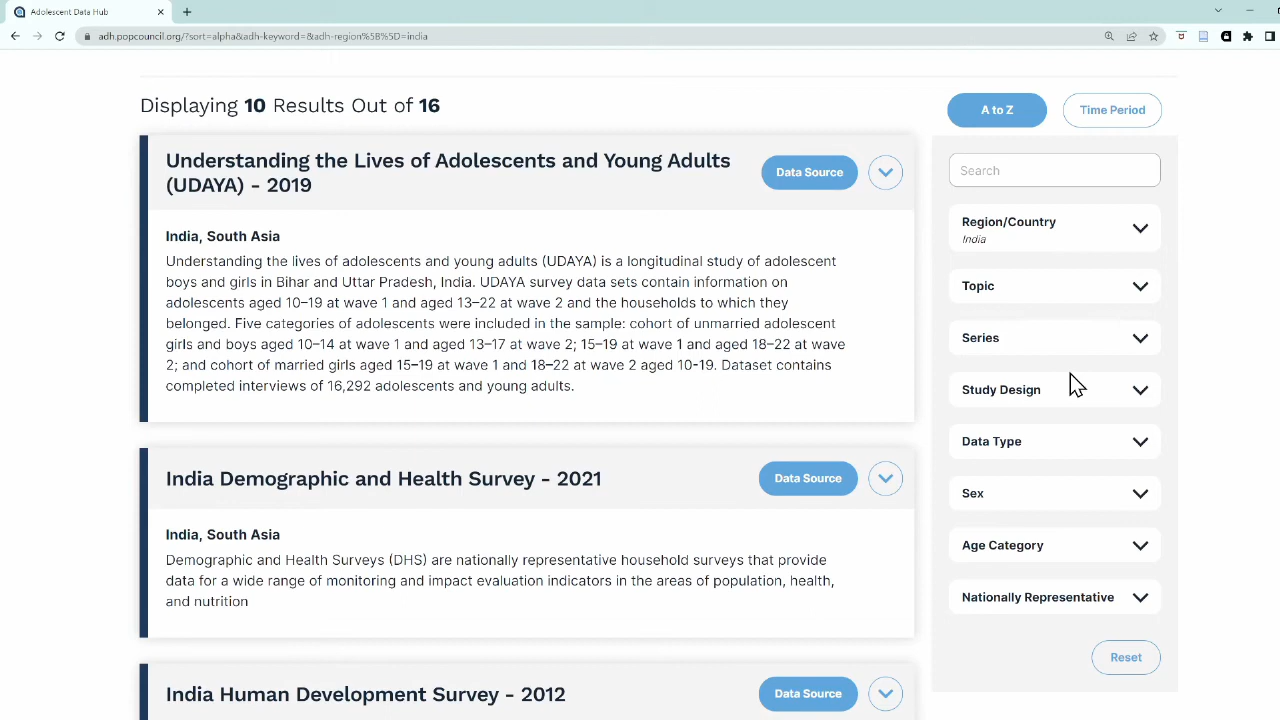 Adolescent Data Hub
adh.popcouncil.org/?sort=alpha&adh-keyword=&adh-region%5B%5D=india
Displaying 10 Results Out of 16
A to Z
Time Period
Understanding the Lives of Adolescents and Young Adults
(UDAYA) - 2019
Data Source
India, South Asia
Understanding the lives of adolescents and young adults (UDAYA) is a longitudinal study of adolescent
boys and girls in Bihar and Uttar Pradesh, India. UDAYA survey data sets contain information on
adolescents aged 10–19 at wave 1 and aged 13–22 at wave 2 and the households to which they
belonged. Five categories of adolescents were included in the sample: cohort of unmarried adolescent
girls and boys aged 10–14 at wave 1 and aged 13–17 at wave 2; 15–19 at wave 1 and aged 18–22 at wave
2; and cohort of married girls aged 15–19 at wave 1 and 18–22 at wave 2 aged 10-19. Dataset contains
completed interviews of 16,292 adolescents and young adults.
India Demographic and Health Survey - 2021
Data Source
India, South Asia
Demographic and Health Surveys (DHS) are nationally representative household surveys that provide
data for a wide range of monitoring and impact evaluation indicators in the areas of population, health,
and nutrition
India Human Development Survey - 2012
Data Source
Search
Region/Country
India
Topic
Series
Study Design
Data Type
Sex
Age Category
Nationally Representative
Reset